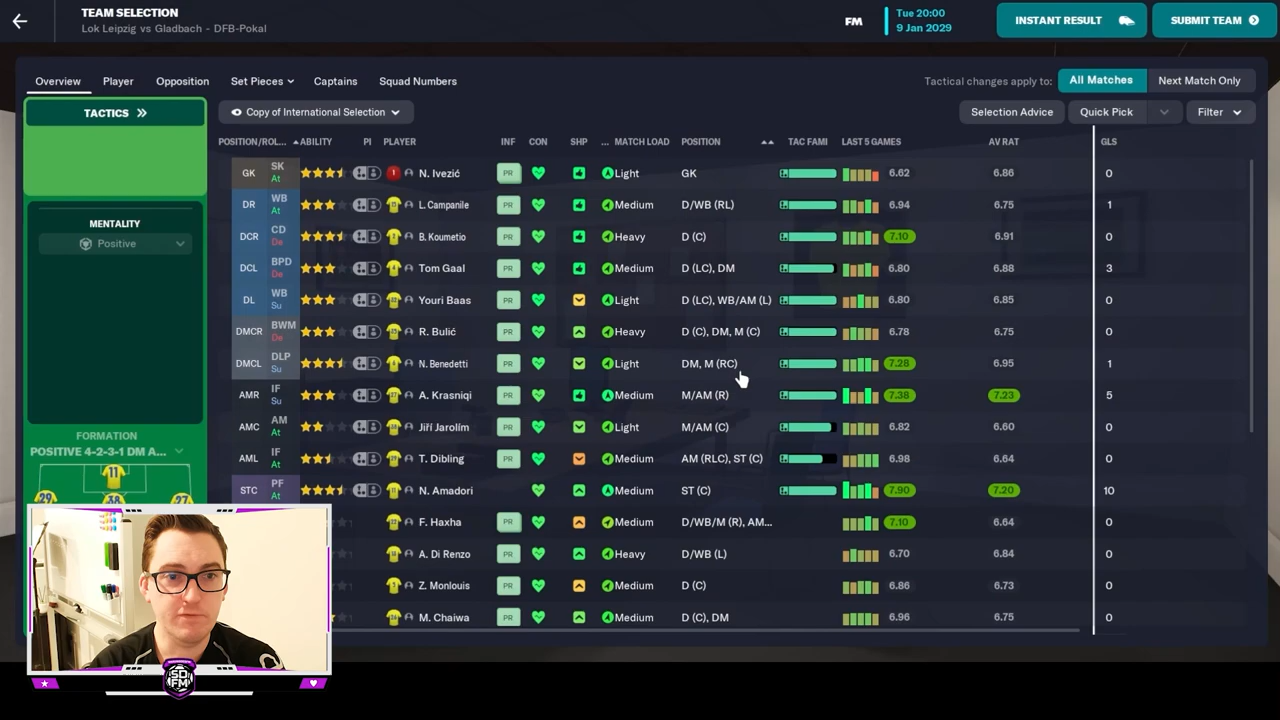 TEAM SELECTION
Lok Leipzig vs Gladbach - DFB-Pokal
FM
Tue 20:00
9 Jan 2029
INSTANT RESULT
SUBMIT TEAM
Overview Player Opposition Set Pieces Captains Squad Numbers
Tactical changes apply to: All Matches Next Match Only
TACTICS
Copy of International Selection
Selection Advice Quick Pick Filter
POSITION/ROL... ABILITY PI PLAYER INF CON SHP ... MATCH LOAD POSITION TAC FAMI LAST 5 GAMES AV RAT GLS
GK SK At 1 N. Ivezić PR Light GK 6.62 6.86 0
DR WB At L. Campanile PR Medium D/WB (RL) 6.94 6.75 1
DCR CD De B. Koumetio PR Heavy D (C) 7.10 6.91 0
DCL BPD De Tom Gaal PR Medium D (LC), DM 6.80 6.88 3
DL WB Su Youri Baas PR Light D (LC), WB/AM (L) 6.80 6.85 0
DMCR BWM De R. Bulić PR Heavy D (C), DM, M (C) 6.78 6.75 0
DMCL DLP Su N. Benedetti PR Light DM, M (RC) 7.28 6.95 1
AMR IF Su A. Krasniqi PR Medium M/AM (R) 7.38 7.23 5
AMC AM At Jiří Jarolím PR Light M/AM (C) 6.82 6.60 0
AML IF At T. Dibling PR Medium AM (RLC), ST (C) 6.98 6.64 0
STC PF At 11 N. Amadori Medium ST (C) 7.90 7.20 10
F. Haxha PR Medium D/WB/M (R), AM... 7.10 6.64 0
A. Di Renzo PR Heavy D/WB (L) 6.70 6.84 0
Z. Monlouis PR Medium D (C) 6.86 6.73 0
M. Chaiwa PR Medium D (C), DM 6.96 6.75 0
MENTALITY
Positive
FORMATION
POSITIVE 4-2-3-1 DM A...
11
29 38 27
SD
FM